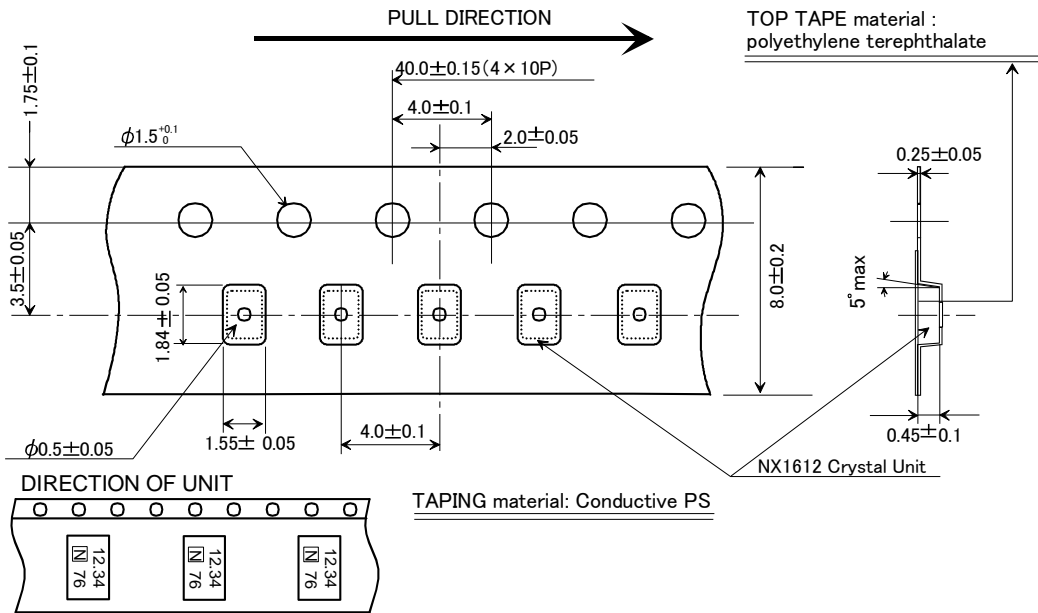 PULL DIRECTION
TOP TAPE material :
polyethylene terephthalate
1.75±0.1
40.0±0.15(4×10P)
4.0±0.1
2.0±0.05
φ1.5 +0.1 0
0.25±0.05
3.5±0.05
1.84±0.05
8.0±0.2
5°max
φ0.5±0.05
1.55± 0.05
4.0±0.1
0.45±0.1
NX1612 Crystal Unit
DIRECTION OF UNIT
TAPING material: Conductive PS
12.34
N 76
12.34
N 76
12.34
N 76